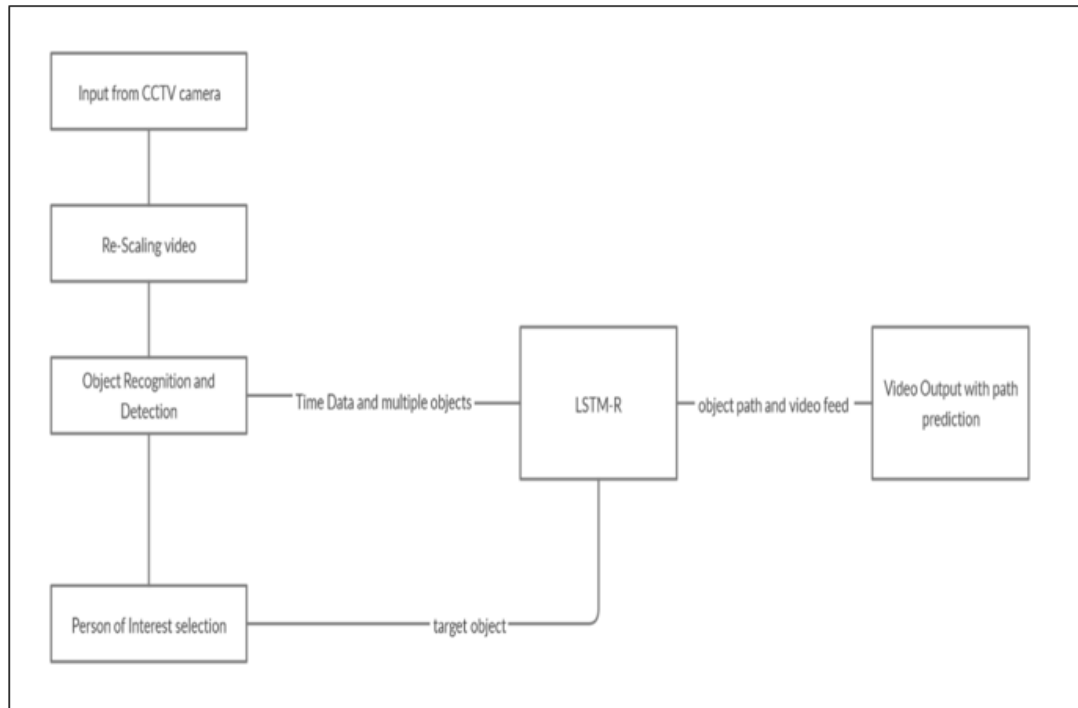 Input from CCTV camera
Re-Scaling video
Object Recognition and
Detection
Time Data and multiple objects
LSTM-R
object path and video feed
Video Output with path
prediction
Person of Interest selection
target object